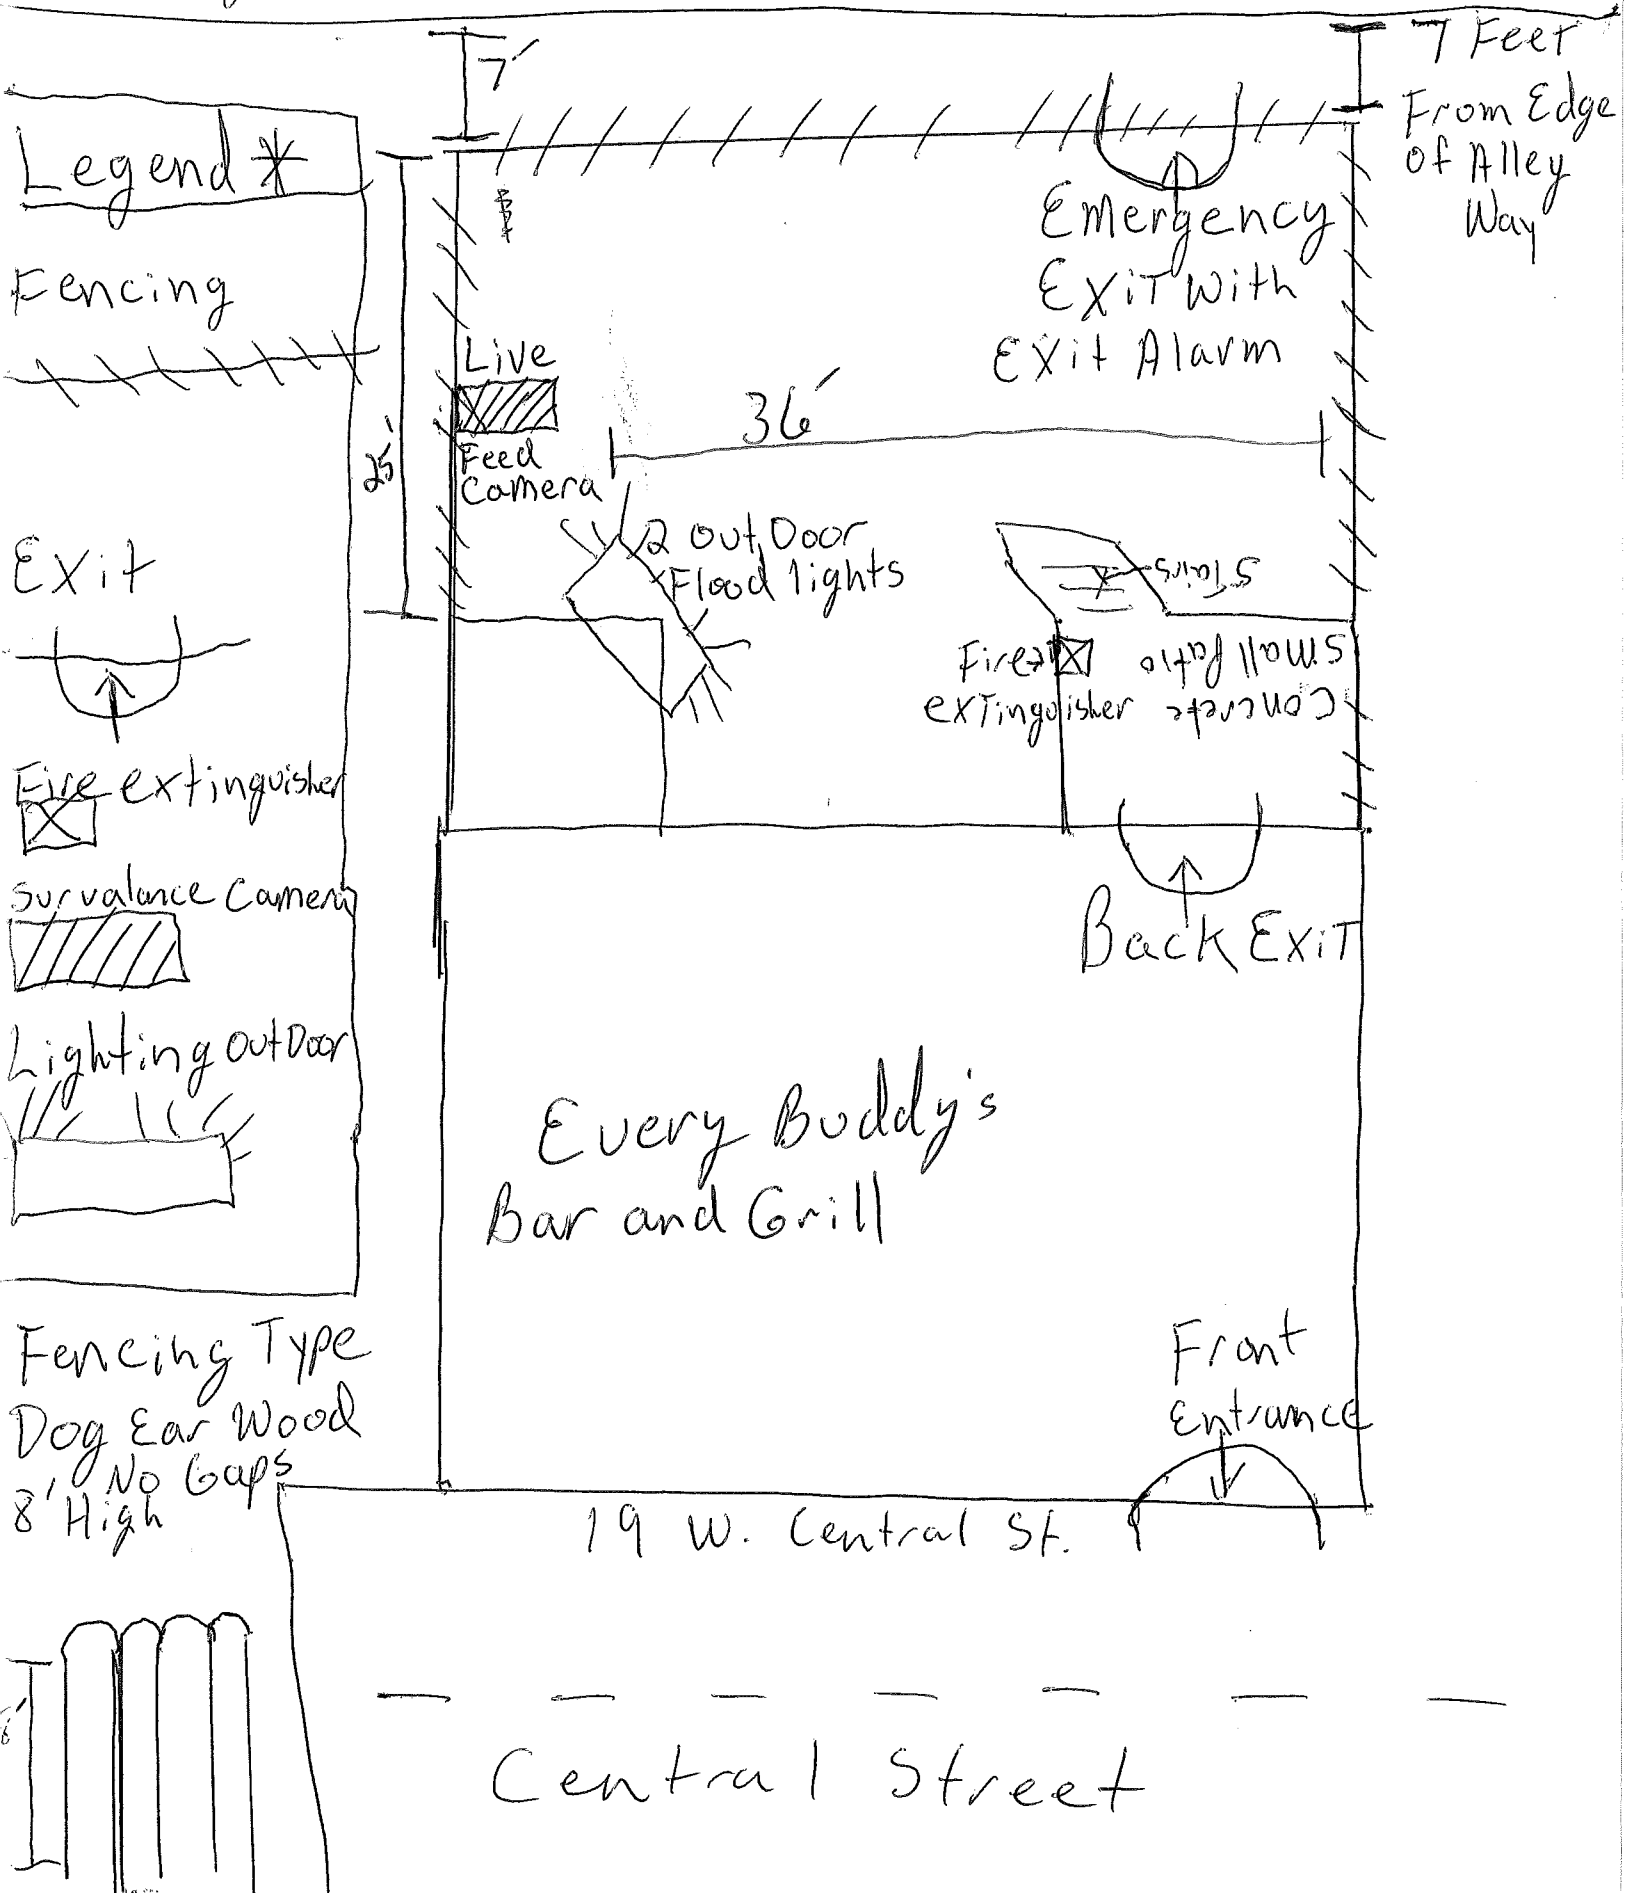 7'
7 Feet
From Edge
Of Alley
Way
Legend *
Fencing
Exit
Fire extinguisher
Survalance Camera
Lighting OutDoor
Emergency
Exit With
Exit Alarm
Live
Feed
Camera
36'
25'
2 OutDoor
Flood lights
Stairs
Small Patio
Concrete
Fire
extinguisher
Back Exit
Every Buddy's
Bar and Grill
Front
Entrance
19 W. Central St.
Fencing Type
Dog Ear Wood
No Gaps
8' High
Central Street